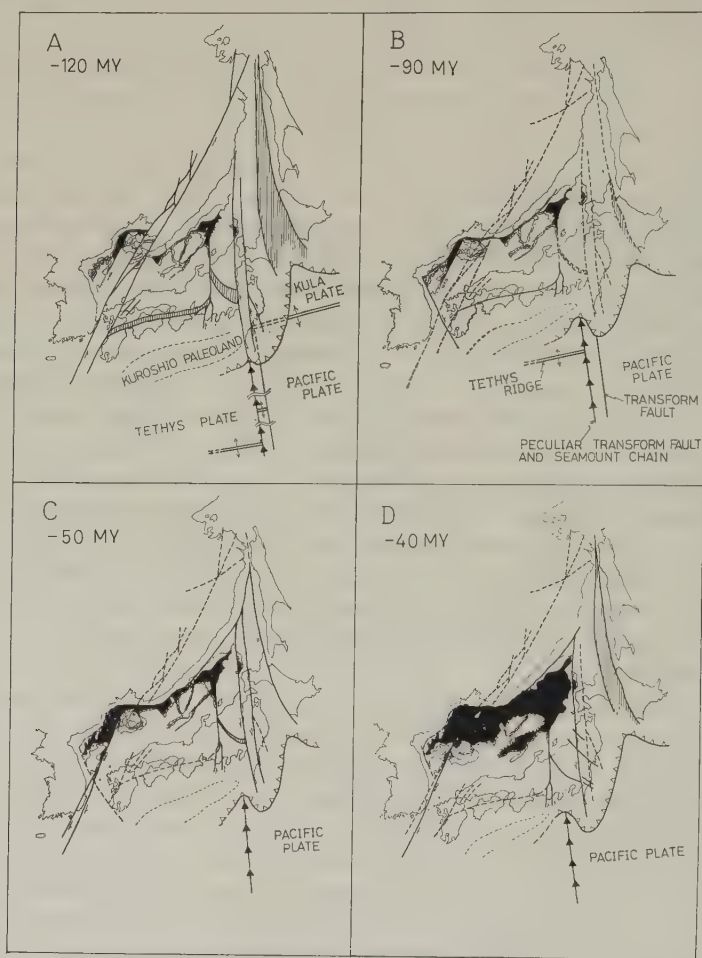 A
-120 MY
KULA
PLATE
KUROSHIO PALEOLAND
PACIFIC
PLATE
TETHYS PLATE
B
-90 MY
TETHYS
RIDGE
PACIFIC
PLATE
TRANSFORM
FAULT
PECULIAR TRANSFORM FAULT
AND SEAMOUNT CHAIN
C
-50 MY
PACIFIC
PLATE
D
-40 MY
PACIFIC PLATE